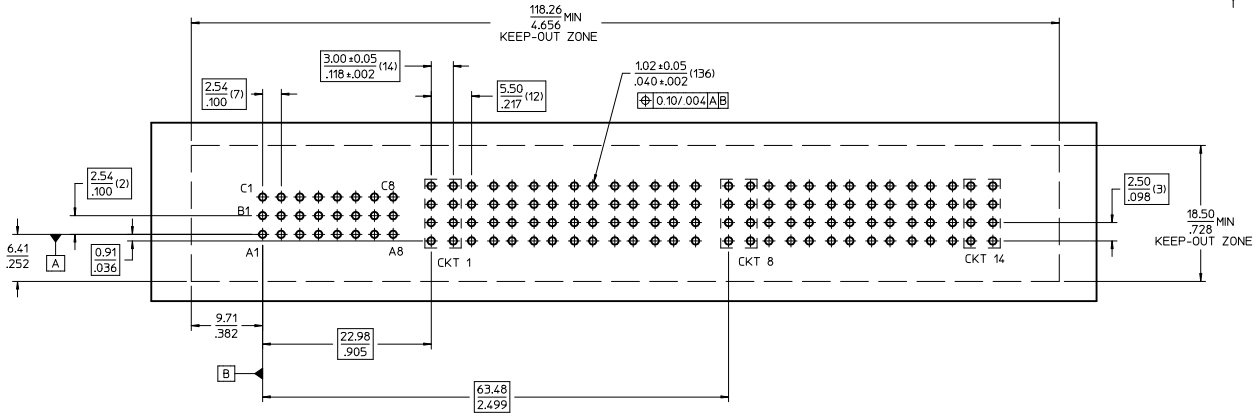 118.26 MIN
4.656
KEEP-OUT ZONE
3.00 ±0.05 (14)
.118 ±.002
1.02 ±0.05 (136)
.040 ±.002
⌖ 0.10/.004 A B
2.54 (7)
.100
5.50 (12)
.217
2.54 (2)
.100
C1
C8
B1
A1
A8
6.41
.252
A
0.91
.036
CKT 1
CKT 8
CKT 14
2.50 (3)
.098
18.50 MIN
.728
KEEP-OUT ZONE
9.71
.382
22.98
.905
B
63.48
2.499